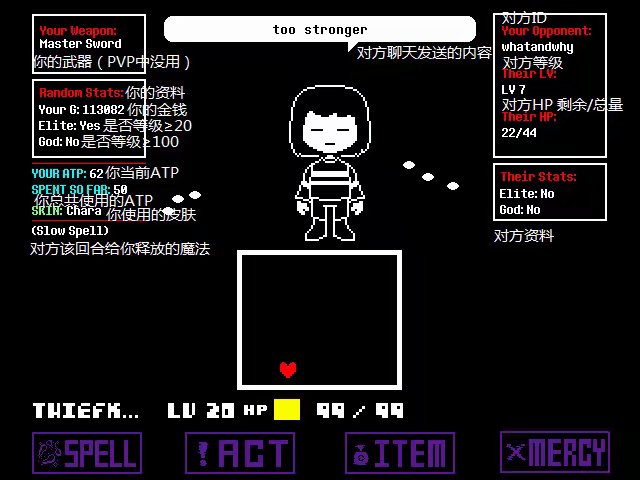 Your Weapon:
Master Sword
你的武器（PVP中没用）
Random Stats:你的资料
Your G: 113082 你的金钱
Elite: Yes 是否等级≥20
God: No 是否等级≥100
YOUR ATP: 62 你当前ATP
SPENT SO FAR: 50
你总共使用的ATP
SKIN: Chara 你使用的皮肤
(Slow Spell)
对方该回合给你释放的魔法
too stronger
对方聊天发送的内容
对方ID
Your Opponent:
whatandwhy
对方等级
Their LV:
LV 7
对方HP 剩余/总量
Their HP:
22/44
Their Stats:
Elite: No
God: No
对方资料
THIEFK... LV 20 HP 99 / 99
SPELL
ACT
ITEM
MERCY